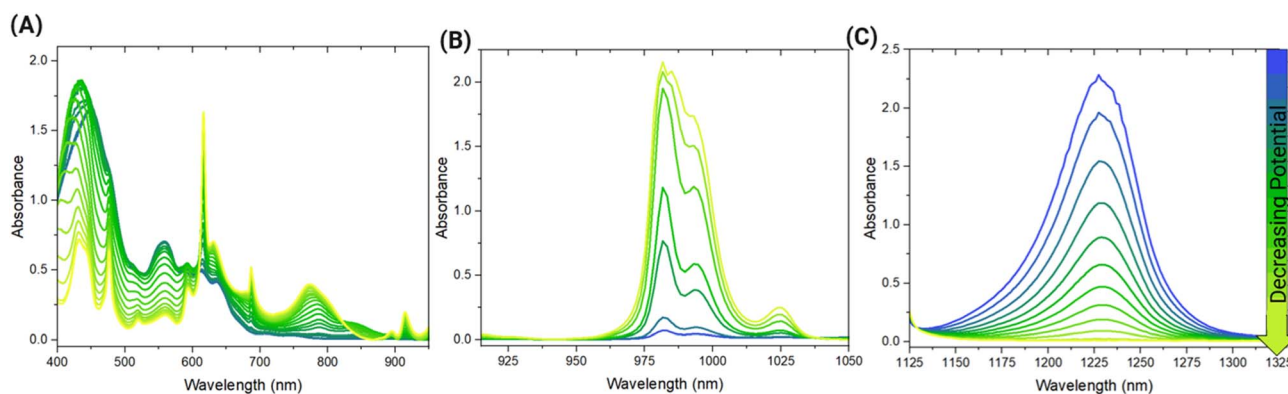 (A)
Absorbance
2.0
1.5
1.0
0.5
0.0
400 500 600 700 800 900
Wavelength (nm)
(B)
Absorbance
2.0
1.5
1.0
0.5
0.0
925 950 975 1000 1025 1050
Wavelength (nm)
(C)
Absorbance
2.5
2.0
1.5
1.0
0.5
0.0
1125 1150 1175 1200 1225 1250 1275 1300 1325
Wavelength (nm)
Decreasing Potential